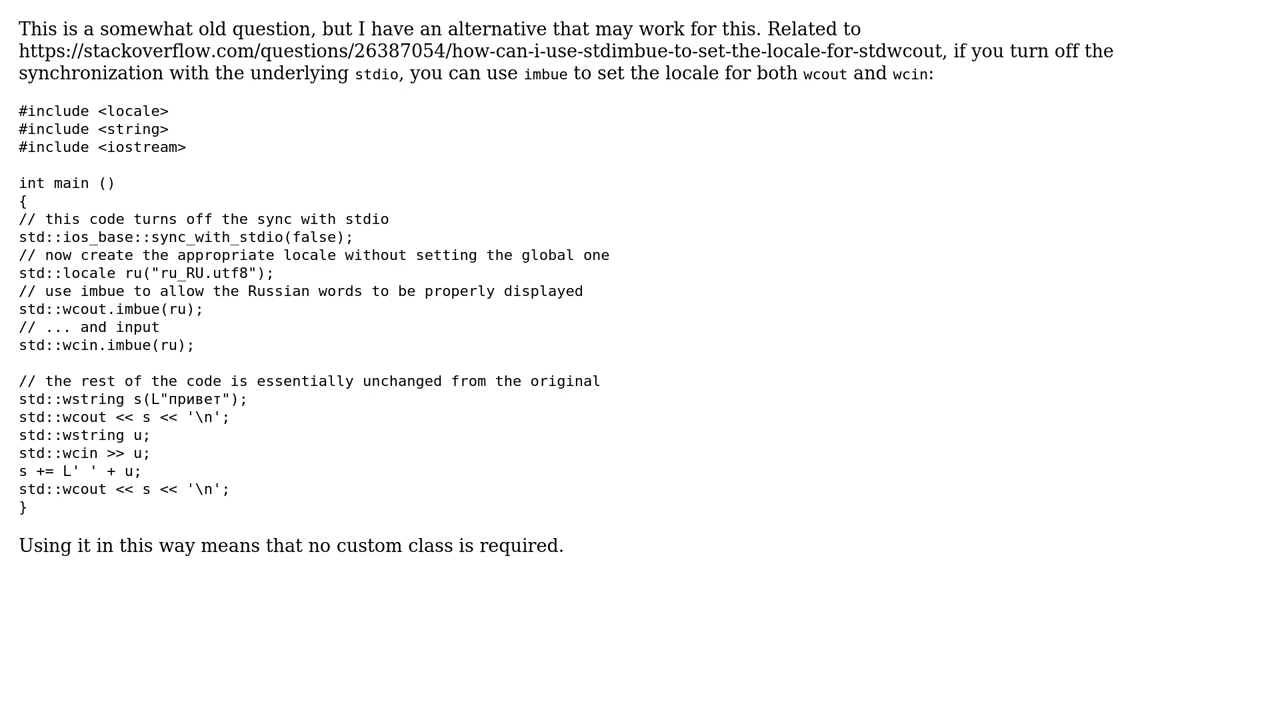 This is a somewhat old question, but I have an alternative that may work for this. Related to
https://stackoverflow.com/questions/26387054/how-can-i-use-stdimbue-to-set-the-locale-for-stdwcout, if you turn off the
synchronization with the underlying stdio, you can use imbue to set the locale for both wcout and wcin:
#include <locale>
#include <string>
#include <iostream>
int main ()
{
// this code turns off the sync with stdio
std::ios_base::sync_with_stdio(false);
// now create the appropriate locale without setting the global one
std::locale ru("ru_RU.utf8");
// use imbue to allow the Russian words to be properly displayed
std::wcout.imbue(ru);
// ... and input
std::wcin.imbue(ru);
// the rest of the code is essentially unchanged from the original
std::wstring s(L"привет");
std::wcout << s << '\n';
std::wstring u;
std::wcin >> u;
s += L' ' + u;
std::wcout << s << '\n';
}
Using it in this way means that no custom class is required.